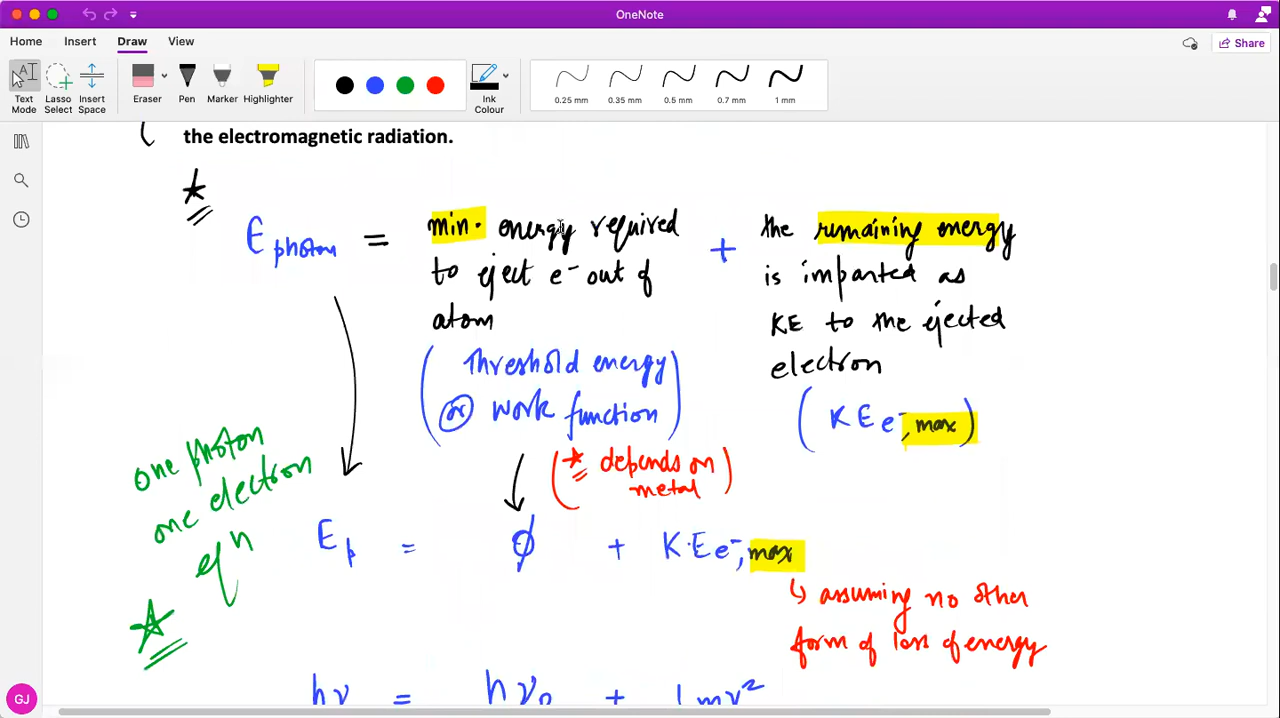 OneNote
Home Insert Draw View
Share
Text Mode
Lasso Select
Insert Space
Eraser
Pen
Marker
Highlighter
Ink Colour
0.25 mm 0.35 mm 0.5 mm 0.7 mm 1 mm
the electromagnetic radiation.
E photon = min. energy required + the remaining energy
to eject e⁻ out of is imparted as
atom KE to the ejected
electron
(Threshold energy
or work function)
(KE e⁻, max)
(* depends on
metal)
one photon
one electron
eqⁿ
Ep = ϕ + K.E e⁻, max
↳ assuming no other
form of loss of energy
hν = hν₀ + 1 mv²
GJ